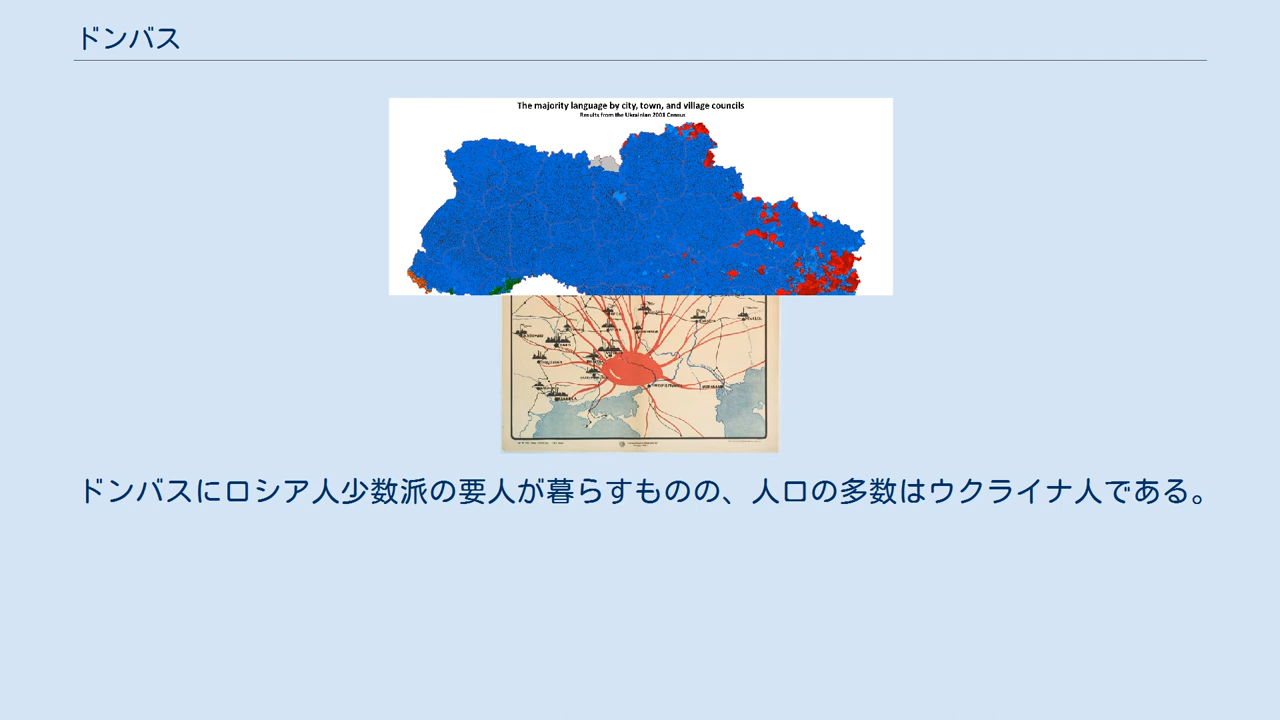 ドンバス
The majority language by city, town, and village councils
Results from the Ukrainian 2001 Census
ドンバスにロシア人少数派の要人が暮らすものの、人口の多数はウクライナ人である。